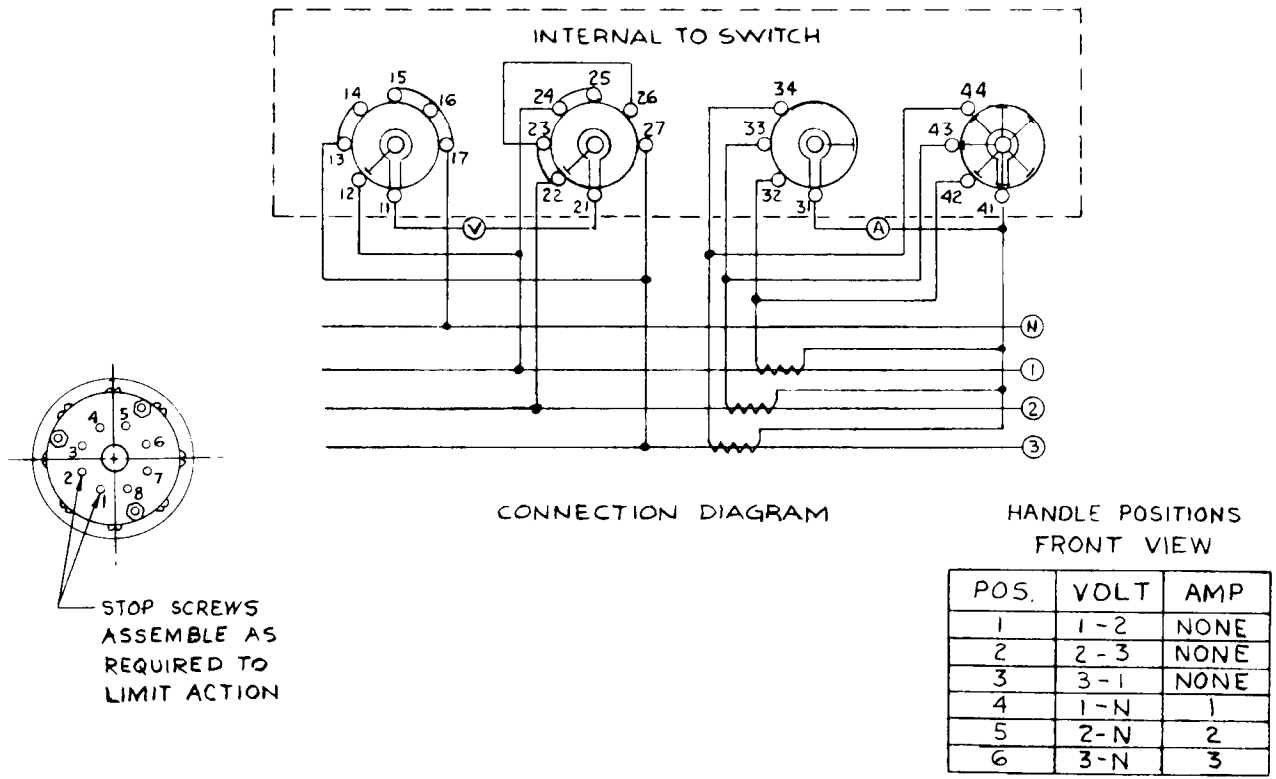 INTERNAL TO SWITCH
15
14
16
13
17
12
11
25
24
26
23
27
22
21
34
33
32
31
44
43
42
41
V
A
N
1
2
3
4 5
3 6
2 7
1 8
STOP SCREWS
ASSEMBLE AS
REQUIRED TO
LIMIT ACTION
CONNECTION DIAGRAM
HANDLE POSITIONS
FRONT VIEW
POS. VOLT AMP
1 1-2 NONE
2 2-3 NONE
3 3-1 NONE
4 1-N 1
5 2-N 2
6 3-N 3